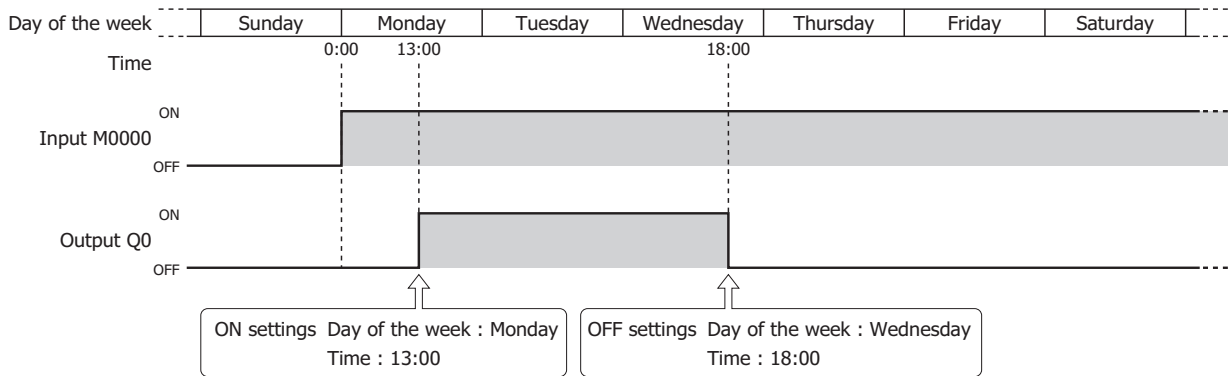 Day of the week Sunday Monday Tuesday Wednesday Thursday Friday Saturday
Time 0:00 13:00 18:00
ON
Input M0000
OFF
ON
Output Q0
OFF
ON settings Day of the week : Monday
Time : 13:00
OFF settings Day of the week : Wednesday
Time : 18:00